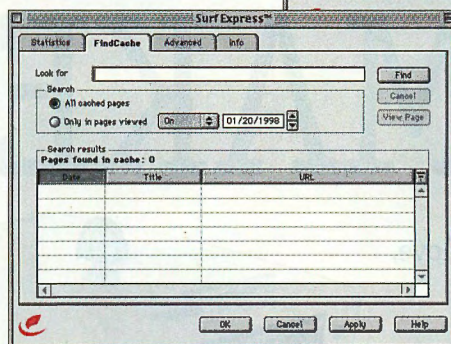 Surf Express™
Statistics FindCache Advanced Info
Look for Find
Search Cancel
All cached pages View Page
Only in pages viewed On 01/20/1998
Search results
Pages found in cache: 0
Date Title URL
OK Cancel Apply Help